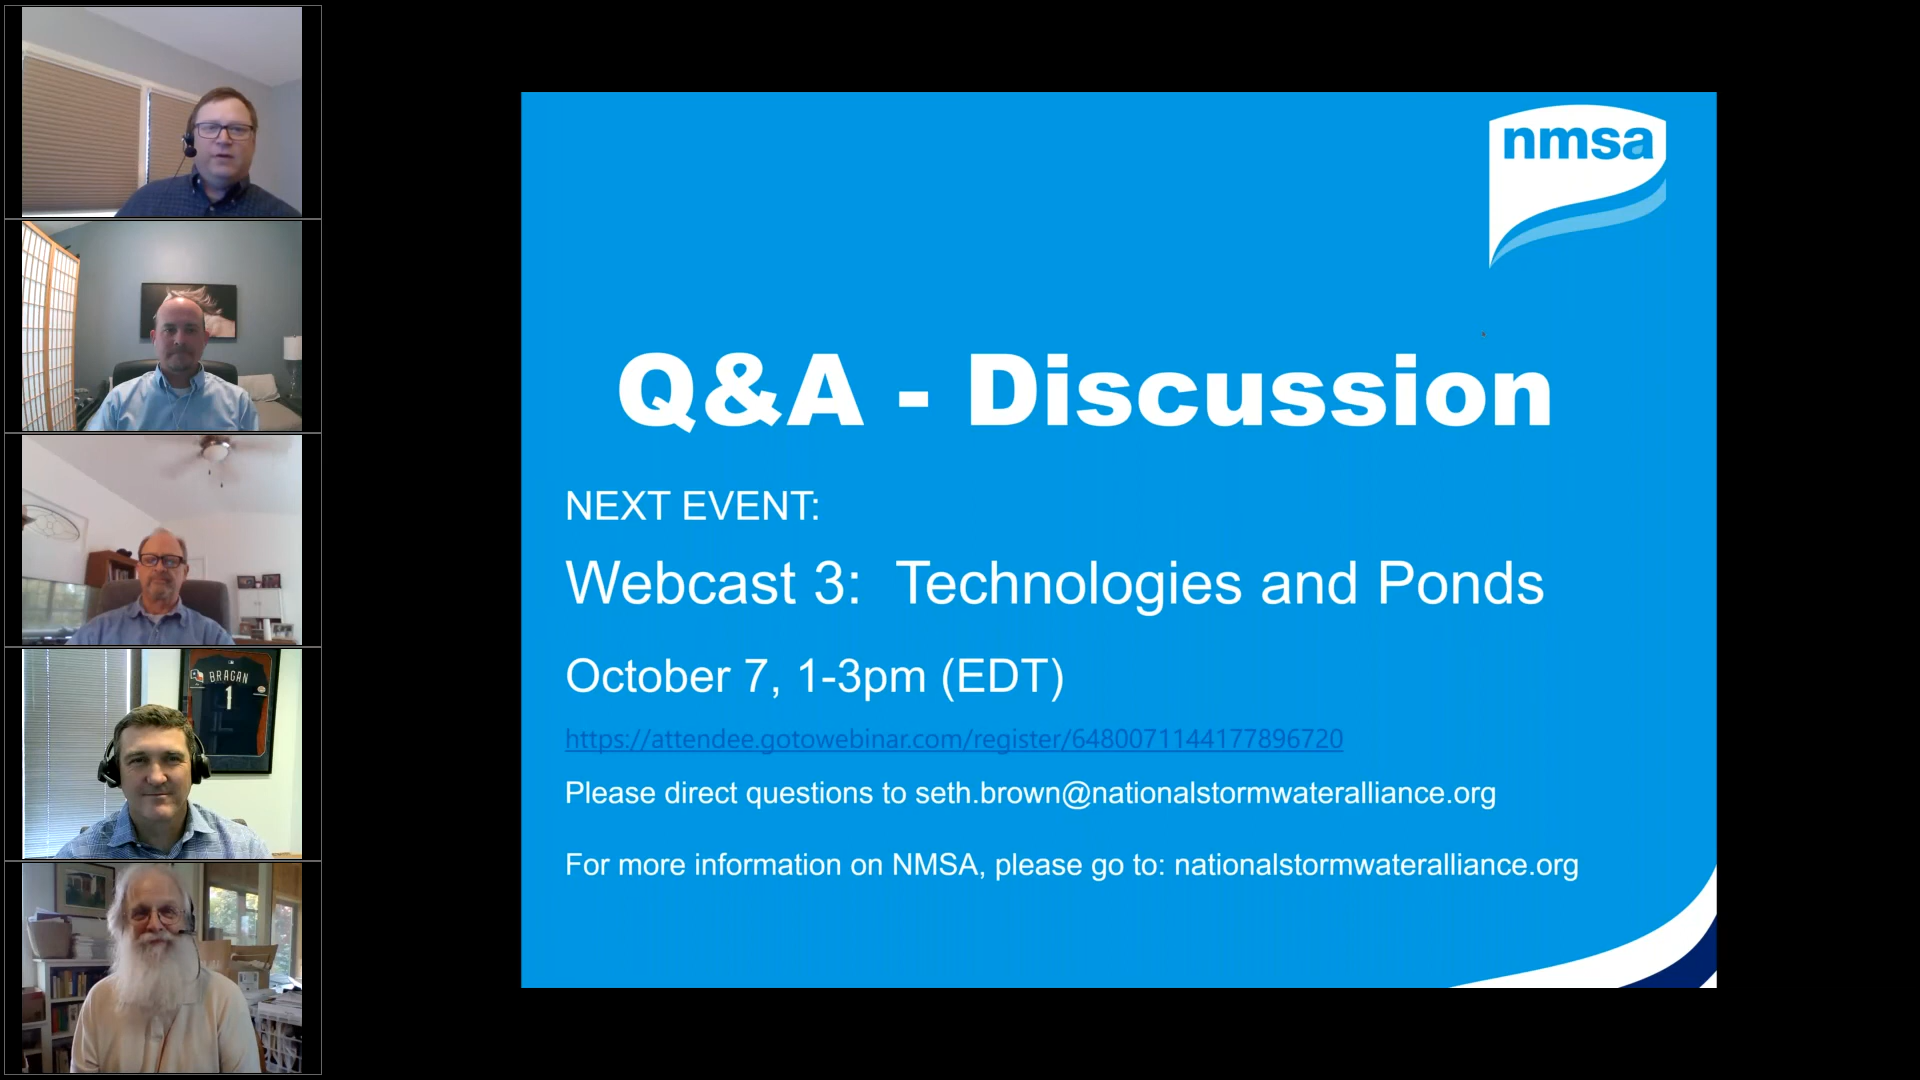 nmsa
Q&A - Discussion
NEXT EVENT:
Webcast 3: Technologies and Ponds
October 7, 1-3pm (EDT)
https://attendee.gotowebinar.com/register/6480071144177896720
Please direct questions to seth.brown@nationalstormwateralliance.org
For more information on NMSA, please go to: nationalstormwateralliance.org
BRAGAN
1